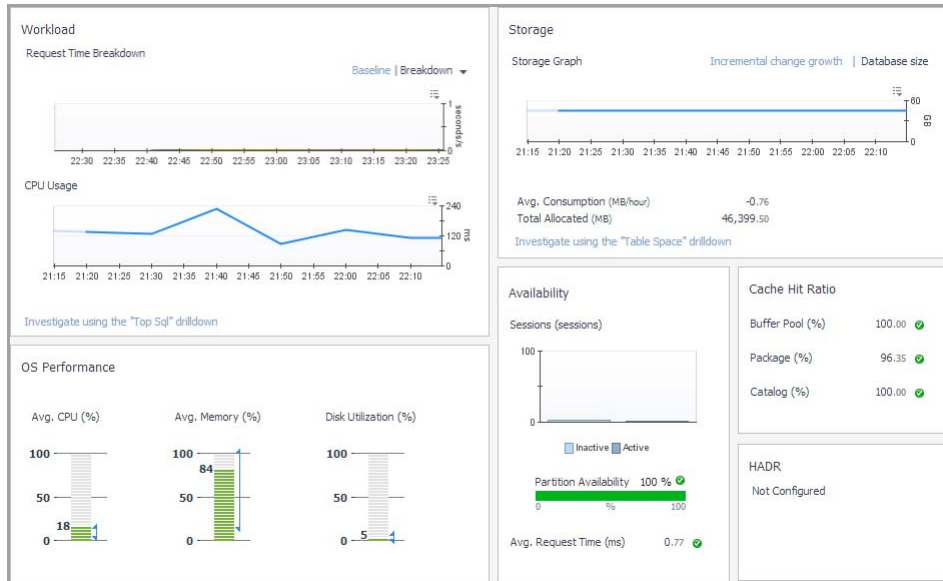 Workload
Request Time Breakdown
Baseline | Breakdown
1
seconds/s
0
22:30 22:35 22:40 22:45 22:50 22:55 23:00 23:05 23:10 23:15 23:20 23:25
CPU Usage
240
120
ms
0
21:15 21:20 21:25 21:30 21:35 21:40 21:45 21:50 21:55 22:00 22:05 22:10
Investigate using the "Top Sql" drilldown
OS Performance
Avg. CPU (%)
100
50
18
0
Avg. Memory (%)
100
84
50
0
Disk Utilization (%)
100
50
5
0
Storage
Storage Graph
Incremental change growth | Database size
60
GB
0
21:15 21:20 21:25 21:30 21:35 21:40 21:45 21:50 21:55 22:00 22:05 22:10
Avg. Consumption (MB/hour) -0.76
Total Allocated (MB) 46,399.50
Investigate using the "Table Space" drilldown
Availability
Sessions (sessions)
100
0
Inactive Active
Partition Availability 100 %
0 % 100
Avg. Request Time (ms) 0.77
Cache Hit Ratio
Buffer Pool (%) 100.00
Package (%) 96.35
Catalog (%) 100.00
HADR
Not Configured